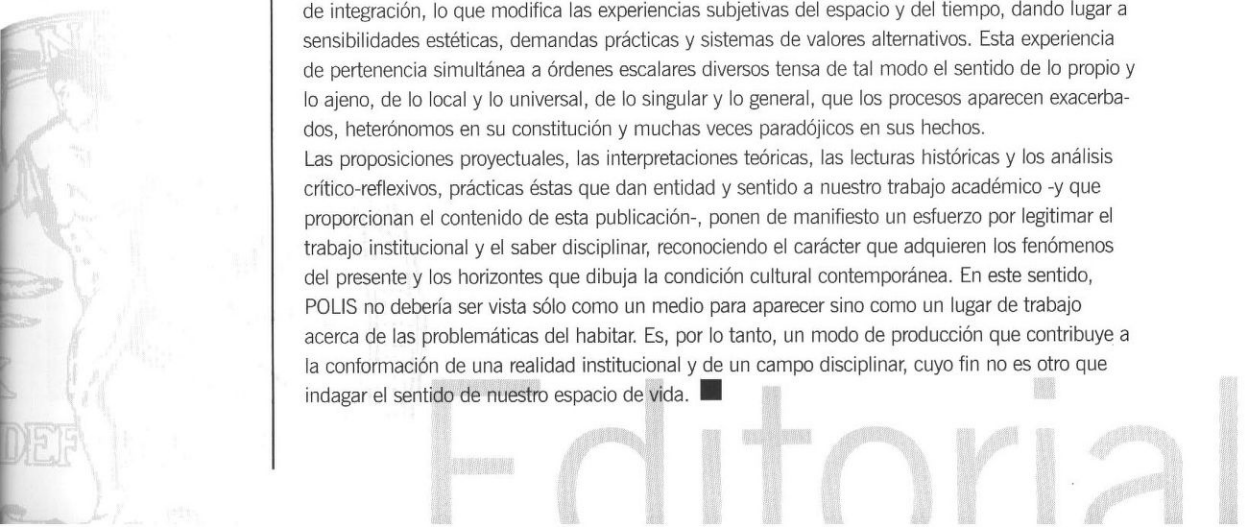 de integración, lo que modifica las experiencias subjetivas del espacio y del tiempo, dando lugar a
sensibilidades estéticas, demandas prácticas y sistemas de valores alternativos. Esta experiencia
de pertenencia simultánea a órdenes escalares diversos tensa de tal modo el sentido de lo propio y
lo ajeno, de lo local y lo universal, de lo singular y lo general, que los procesos aparecen exacerba-
dos, heterónomos en su constitución y muchas veces paradójicos en sus hechos.
Las proposiciones proyectuales, las interpretaciones teóricas, las lecturas históricas y los análisis
crítico-reflexivos, prácticas éstas que dan entidad y sentido a nuestro trabajo académico -y que
proporcionan el contenido de esta publicación-, ponen de manifiesto un esfuerzo por legitimar el
trabajo institucional y el saber disciplinar, reconociendo el carácter que adquieren los fenómenos
del presente y los horizontes que dibuja la condición cultural contemporánea. En este sentido,
POLIS no debería ser vista sólo como un medio para aparecer sino como un lugar de trabajo
acerca de las problemáticas del habitar. Es, por lo tanto, un modo de producción que contribuye a
la conformación de una realidad institucional y de un campo disciplinar, cuyo fin no es otro que
indagar el sentido de nuestro espacio de vida.
DEF
Editorial